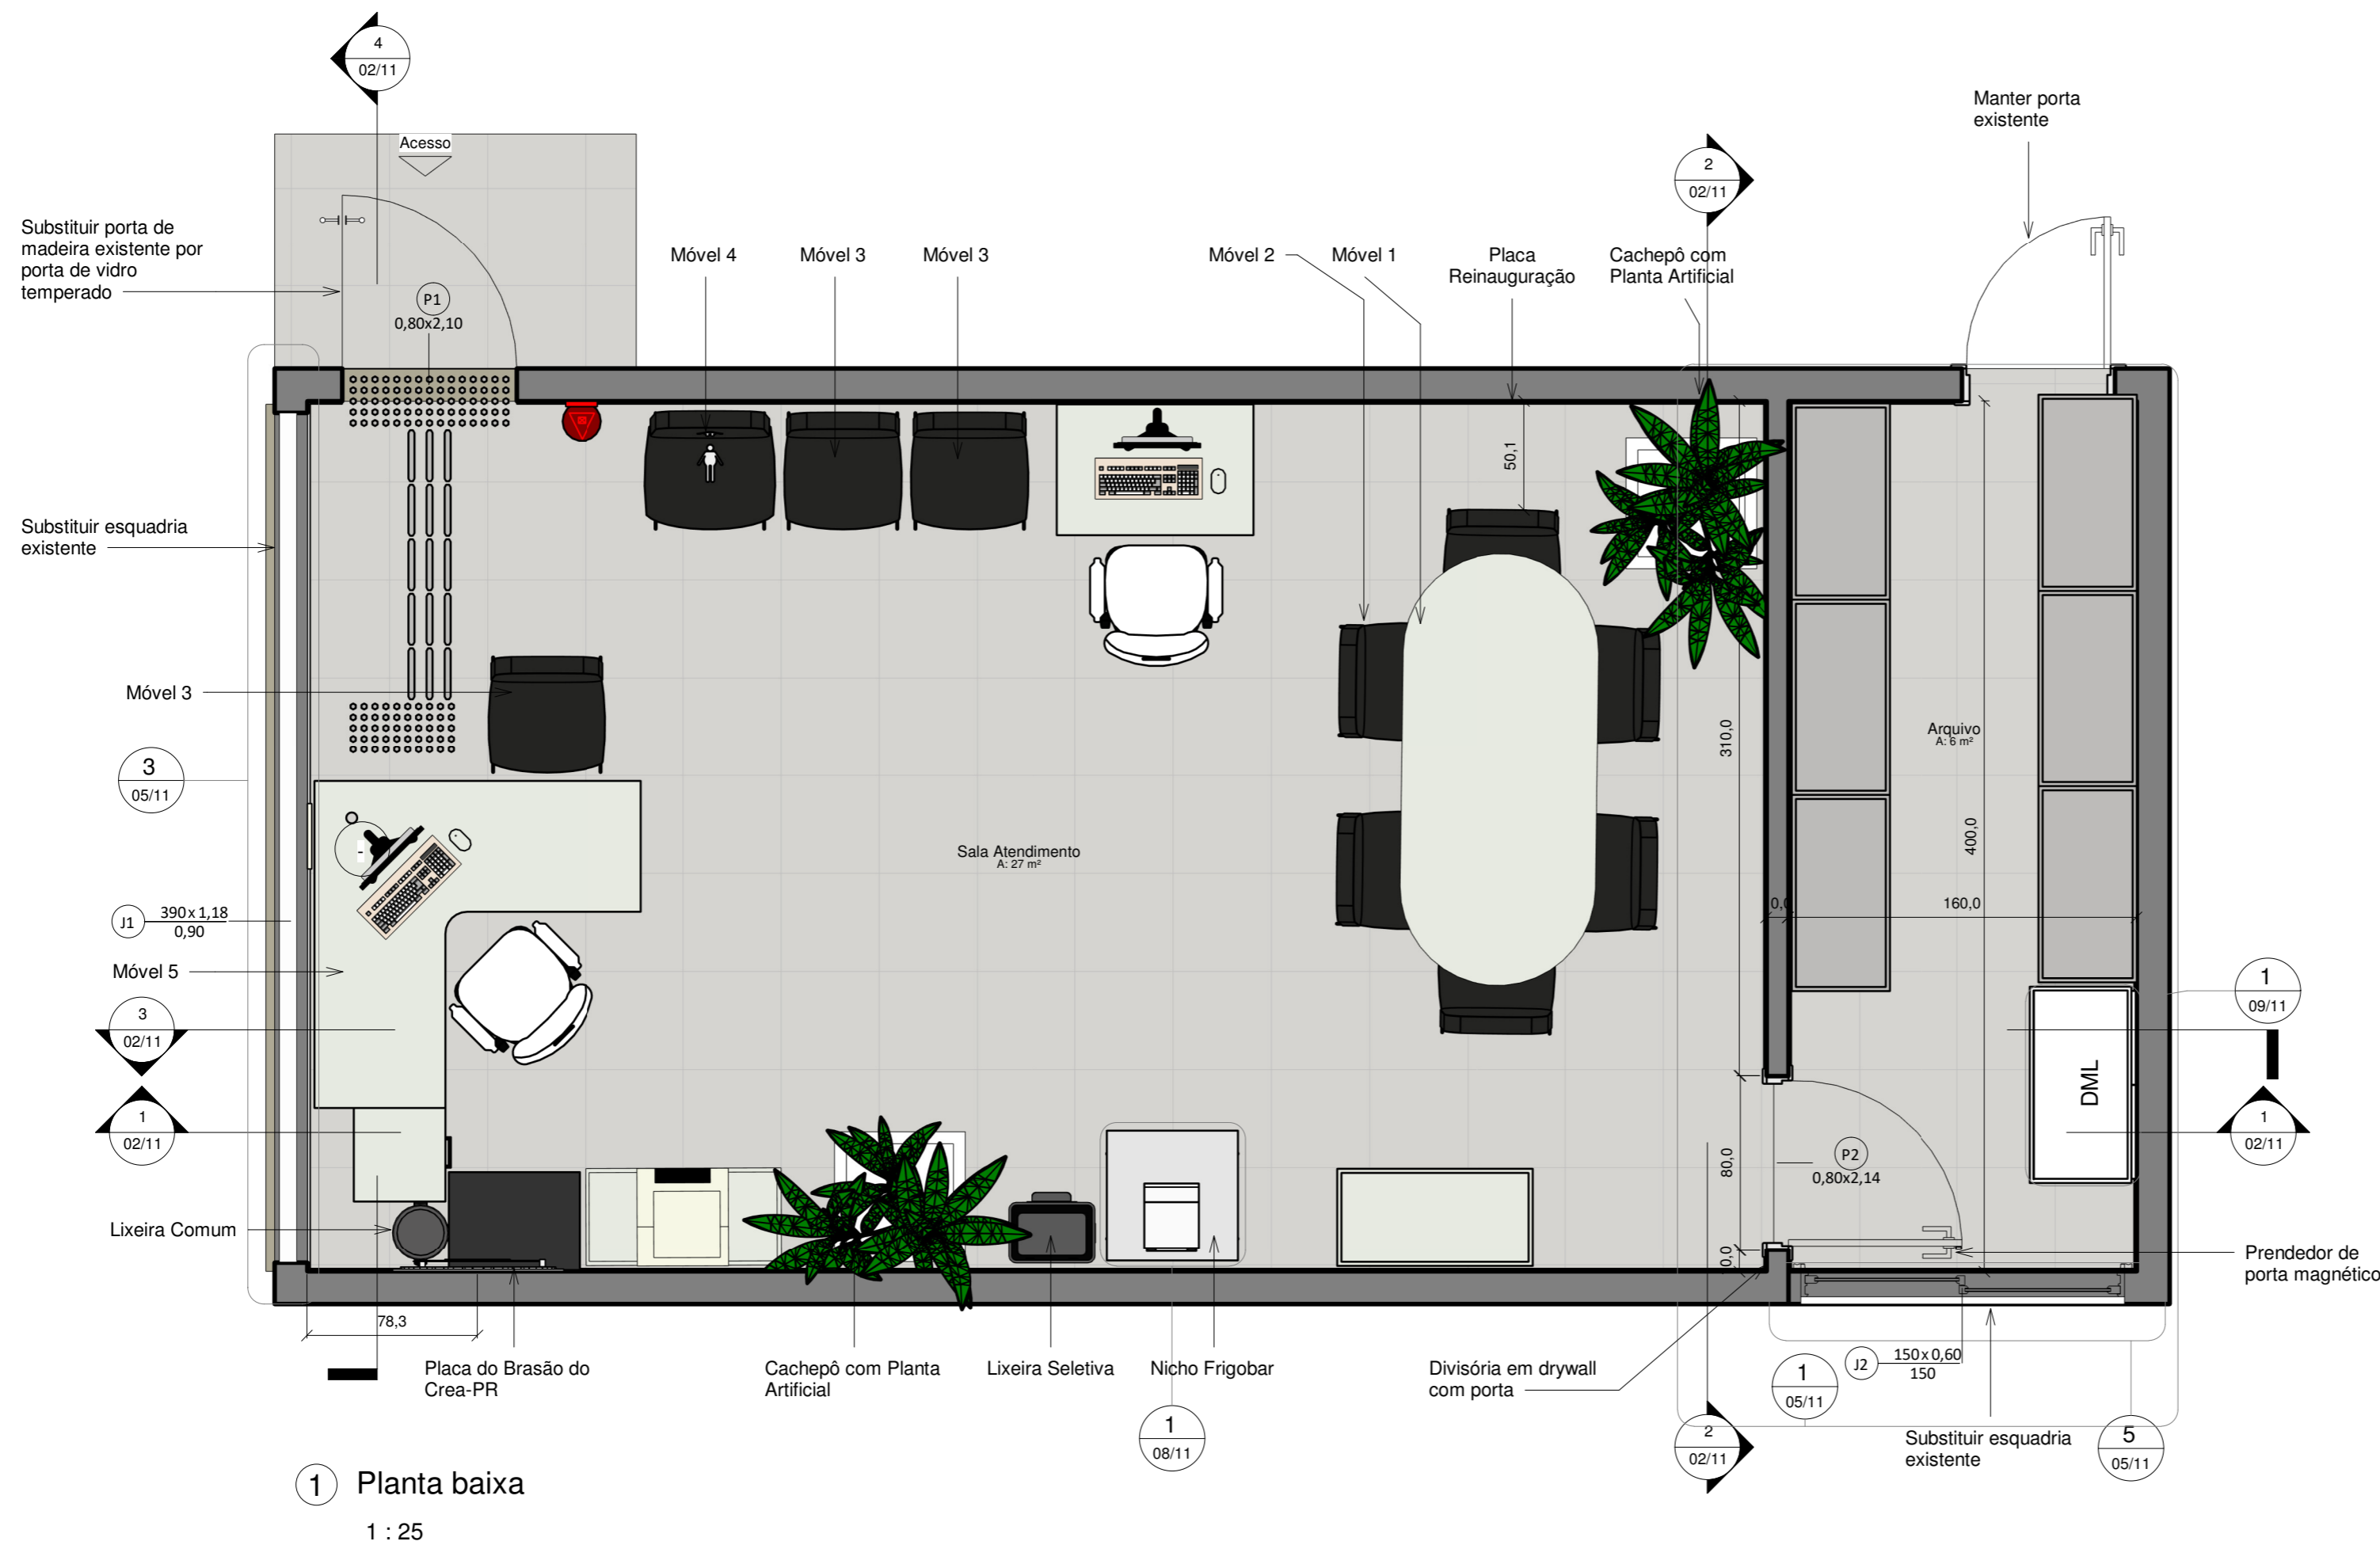 4
02/11
Acesso
Manter porta
existente
2
02/11
Substituir porta de
madeira existente por
porta de vidro
temperado
P1
0,80x2,10
Móvel 4
Móvel 3
Móvel 3
Móvel 2
Móvel 1
Placa
Reinauguração
Cachepô com
Planta Artificial
50,1
Substituir esquadria
existente
Móvel 3
310,0
Arquivo
A: 6 m²
3
05/11
400,0
Sala Atendimento
A: 27 m²
160,0
J1
390x1,18
0,90
Móvel 5
1
09/11
3
02/11
DML
1
02/11
1
02/11
P2
0,80x2,14
80,0
Lixeira Comum
Prendedor de
porta magnético
78,3
Placa do Brasão do
Crea-PR
Cachepô com Planta
Artificial
Lixeira Seletiva
Nicho Frigobar
Divisória em drywall
com porta
J2
150x0,60
150
1
05/11
1
08/11
2
02/11
Substituir esquadria
existente
5
05/11
1
Planta baixa
1 : 25